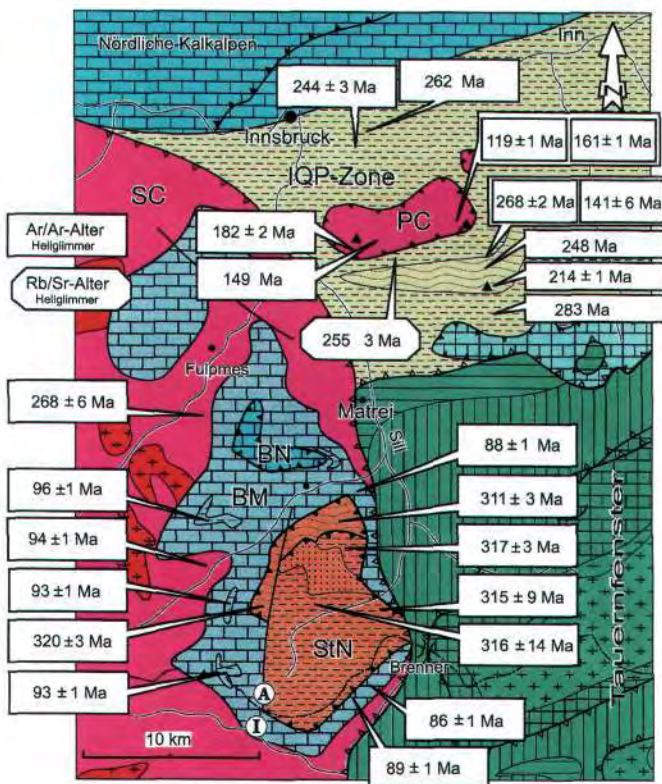 Nördliche Kalkalpen
Inn
N
244 ± 3 Ma
262 Ma
Innsbruck
119±1 Ma
161±1 Ma
IQP-Zone
SC
PC
268±2 Ma
141±6 Ma
Ar/Ar-Alter
Hellglimmer
182 ± 2 Ma
248 Ma
149 Ma
214 ± 1 Ma
Rb/Sr-Alter
Hellglimmer
283 Ma
255 3 Ma
Fulpmes
268 ± 6 Ma
Matrei
Sill
88 ± 1 Ma
BN
96 ±1 Ma
BM
311 ± 3 Ma
94 ±1 Ma
317 ±3 Ma
93 ±1 Ma
315 ± 9 Ma
320 ±3 Ma
316 ± 14 Ma
StN
Brenner
Tauernfenster
93 ± 1 Ma
A
86 ±1 Ma
I
10 km
89 ± 1 Ma